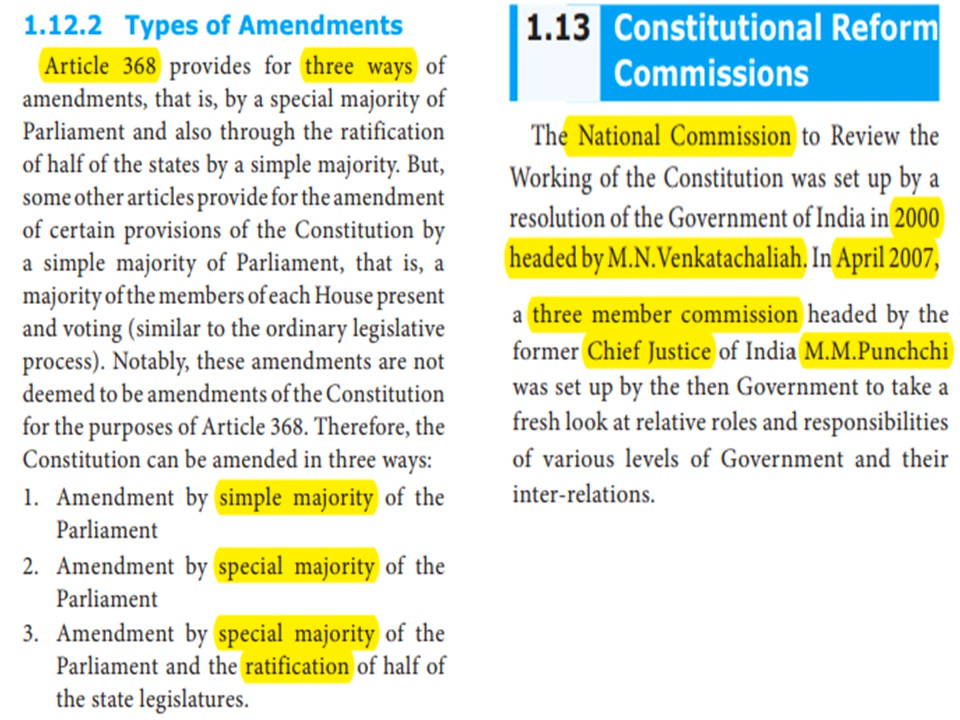 1.12.2 Types of Amendments
Article 368 provides for three ways of
amendments, that is, by a special majority of
Parliament and also through the ratification
of half of the states by a simple majority. But,
some other articles provide for the amendment
of certain provisions of the Constitution by
a simple majority of Parliament, that is, a
majority of the members of each House present
and voting (similar to the ordinary legislative
process). Notably, these amendments are not
deemed to be amendments of the Constitution
for the purposes of Article 368. Therefore, the
Constitution can be amended in three ways:
1. Amendment by simple majority of the
Parliament
2. Amendment by special majority of the
Parliament
3. Amendment by special majority of the
Parliament and the ratification of half of
the state legislatures.
1.13 Constitutional Reform
Commissions
The National Commission to Review the
Working of the Constitution was set up by a
resolution of the Government of India in 2000
headed by M.N.Venkatachaliah. In April 2007,
a three member commission headed by the
former Chief Justice of India M.M.Punchchi
was set up by the then Government to take a
fresh look at relative roles and responsibilities
of various levels of Government and their
inter-relations.